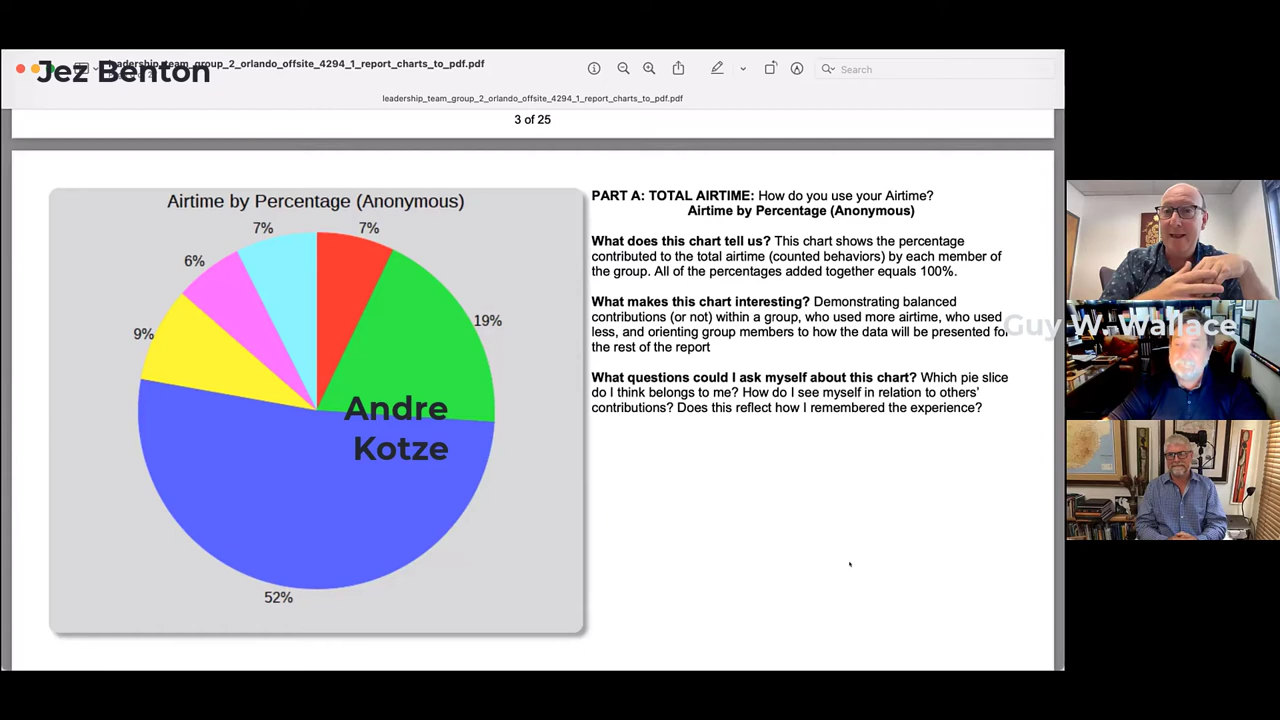 Jez Benton
leadership_team_group_2_orlando_offsite_4294_1_report_charts_to_pdf.pdf
Search
leadership_team_group_2_orlando_offsite_4294_1_report_charts_to_pdf.pdf
3 of 25
Airtime by Percentage (Anonymous)
7%
7%
6%
19%
9%
52%
Andre
Kotze
PART A: TOTAL AIRTIME: How do you use your Airtime?
Airtime by Percentage (Anonymous)
What does this chart tell us? This chart shows the percentage
contributed to the total airtime (counted behaviors) by each member of
the group. All of the percentages added together equals 100%.
What makes this chart interesting? Demonstrating balanced
contributions (or not) within a group, who used more airtime, who used
less, and orienting group members to how the data will be presented for
the rest of the report
What questions could I ask myself about this chart? Which pie slice
do I think belongs to me? How do I see myself in relation to others'
contributions? Does this reflect how I remembered the experience?
Guy W. Wallace